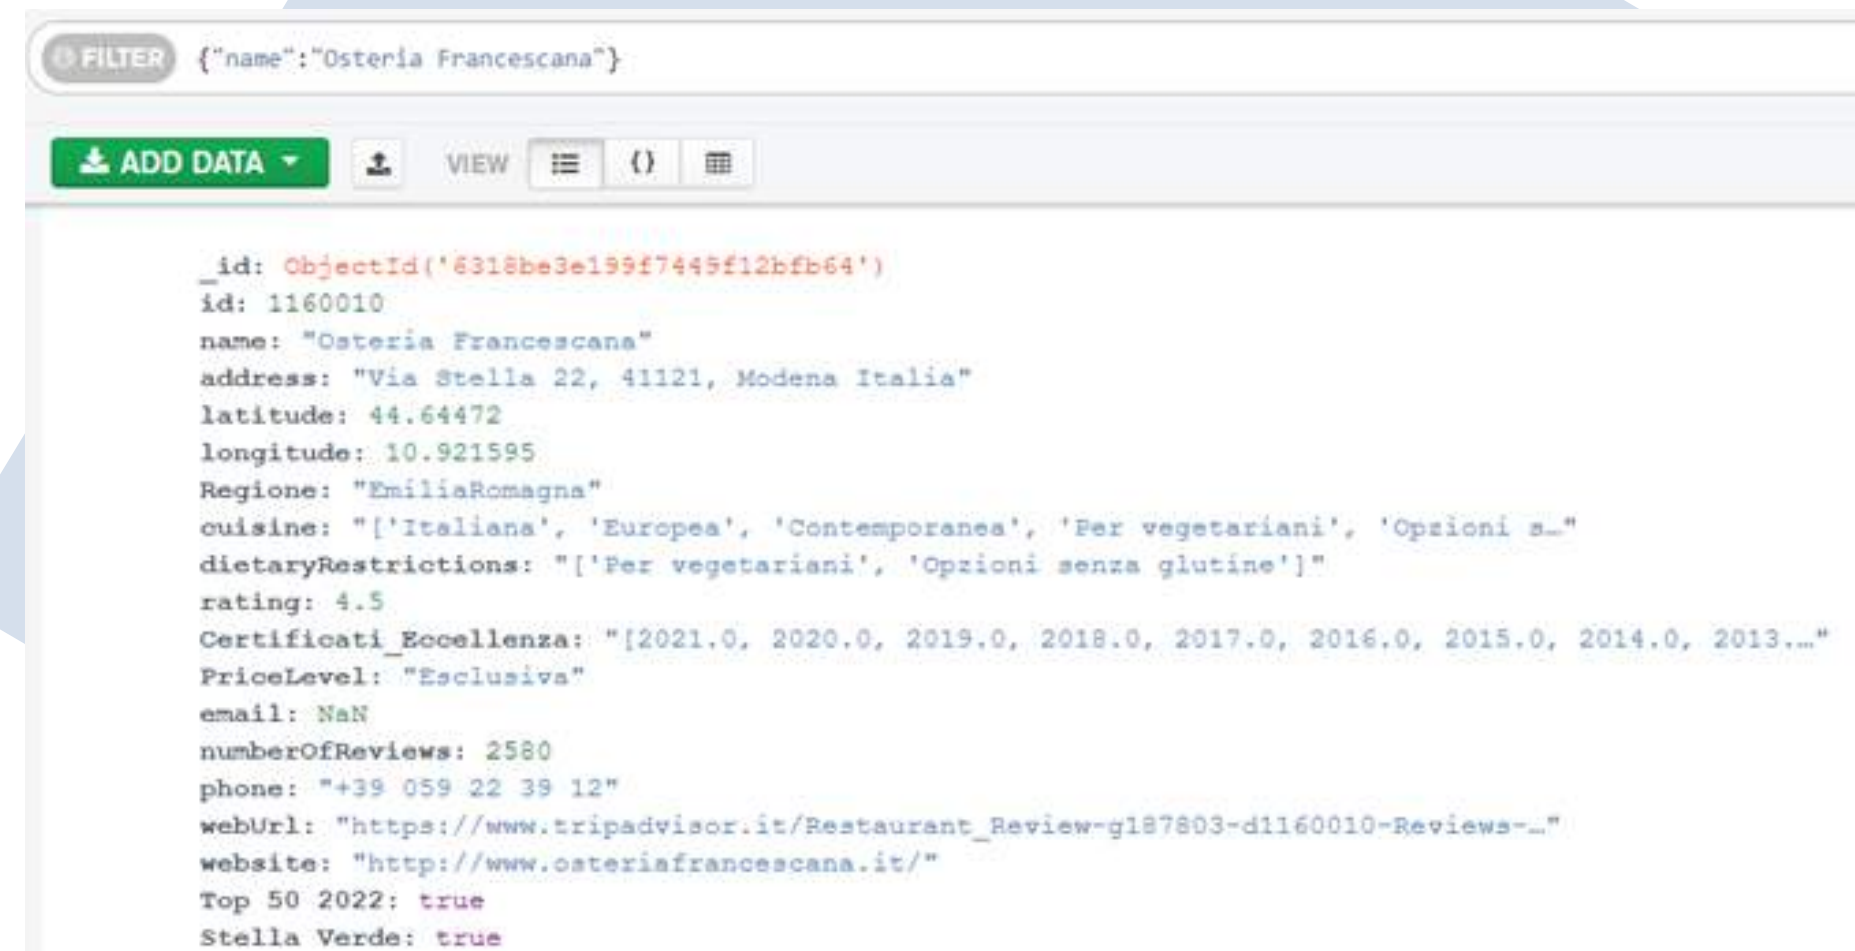 FILTER {"name":"Osteria Francescana"}
ADD DATA VIEW {}
_id: ObjectId('6318be3e199f7449f12bfb64')
id: 1160010
name: "Osteria Francescana"
address: "Via Stella 22, 41121, Modena Italia"
latitude: 44.64472
longitude: 10.921595
Regione: "EmiliaRomagna"
cuisine: "['Italiana', 'Europea', 'Contemporanea', 'Per vegetariani', 'Opzioni s…"
dietaryRestrictions: "['Per vegetariani', 'Opzioni senza glutine']"
rating: 4.5
Certificati_Eccellenza: "[2021.0, 2020.0, 2019.0, 2018.0, 2017.0, 2016.0, 2015.0, 2014.0, 2013.…"
PriceLevel: "Esclusiva"
email: NaN
numberOfReviews: 2580
phone: "+39 059 22 39 12"
webUrl: "https://www.tripadvisor.it/Restaurant_Review-g187803-d1160010-Reviews-…"
website: "http://www.osteriafrancescana.it/"
Top 50 2022: true
Stella Verde: true